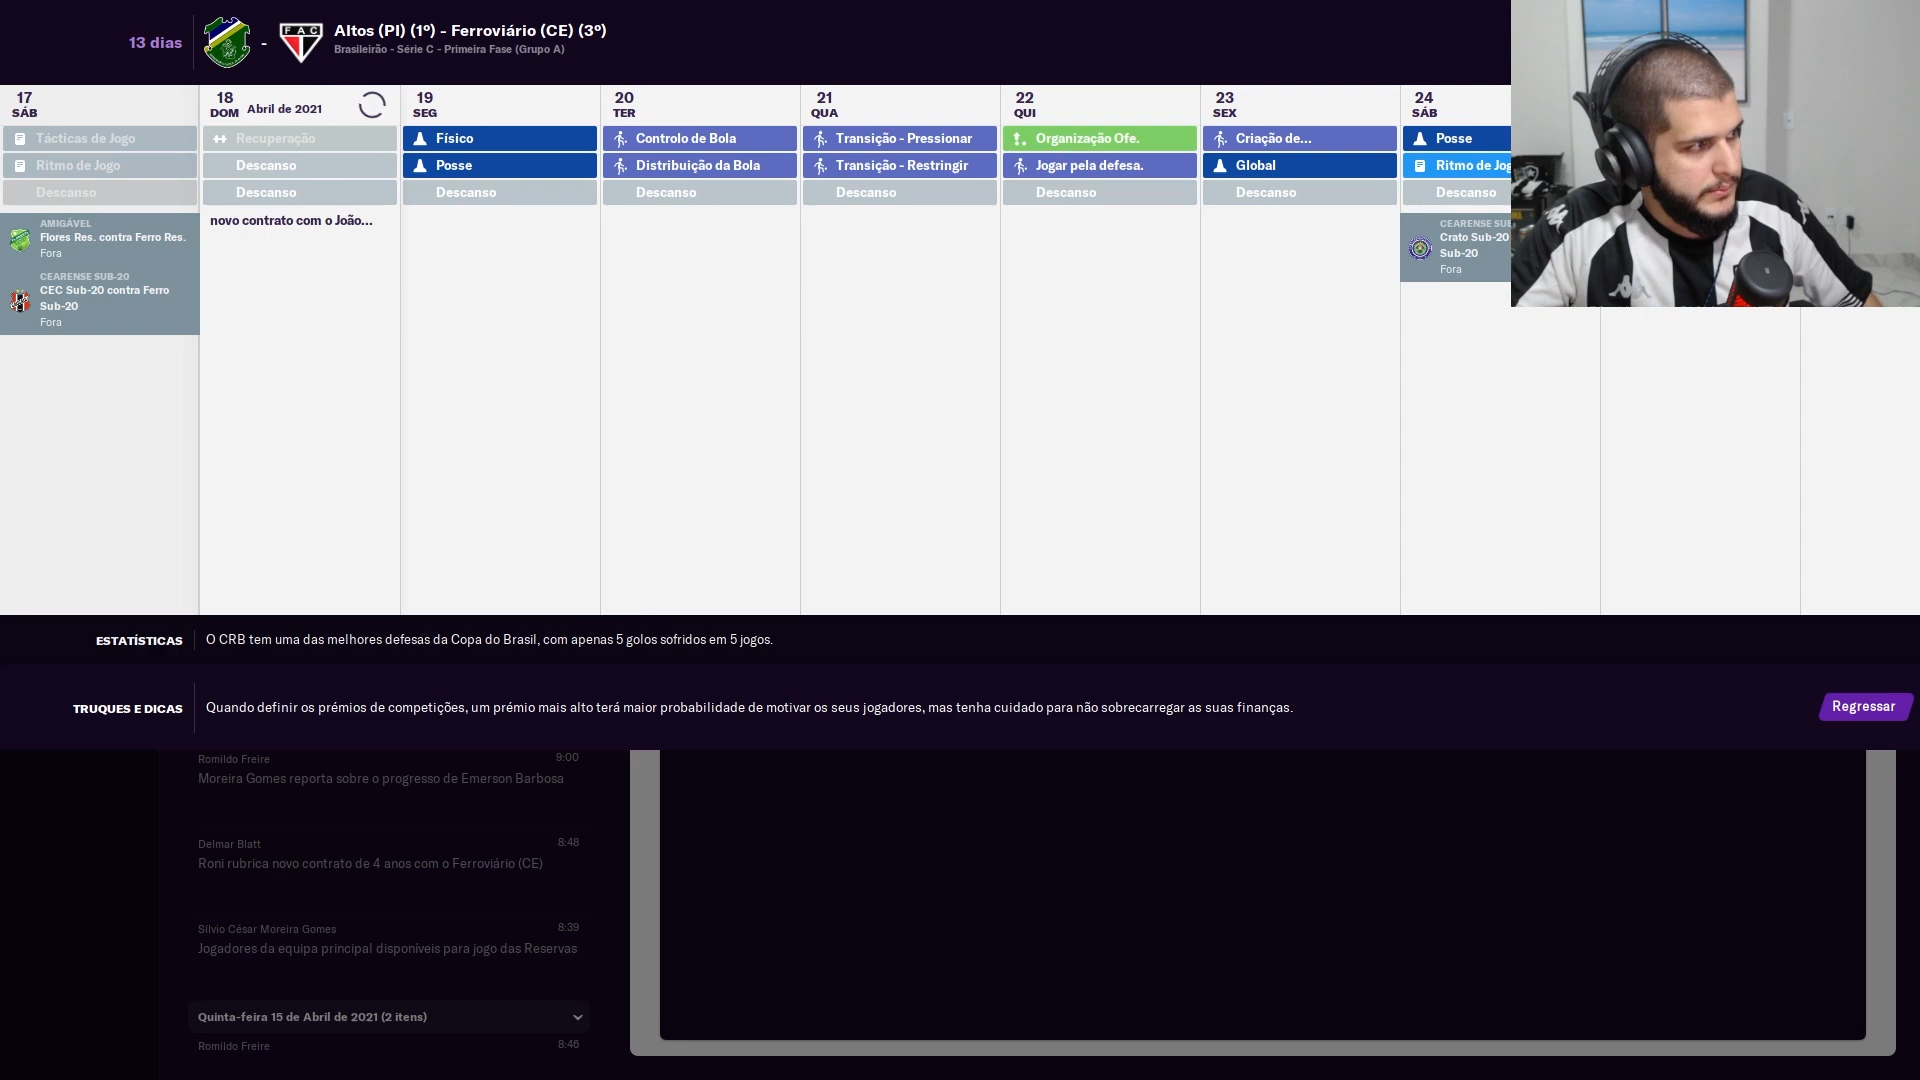 13 dias
-
FAC
Altos (PI) (1º) - Ferroviário (CE) (3º)
Brasileirão - Série C - Primeira Fase (Grupo A)
17
SÁB
18
DOM
Abril de 2021
19
SEG
20
TER
21
QUA
22
QUI
23
SEX
24
SÁB
Tácticas de Jogo
Recuperação
Físico
Controlo de Bola
Transição - Pressionar
Organização Ofe.
Criação de...
Posse
Ritmo de Jogo
Descanso
Posse
Distribuição da Bola
Transição - Restringir
Jogar pela defesa.
Global
Ritmo de Jog
Descanso
Descanso
Descanso
Descanso
Descanso
Descanso
Descanso
Descanso
AMIGÁVEL
Flores Res. contra Ferro Res.
Fora
CEARENSE SUB-20
CEC Sub-20 contra Ferro
Sub-20
Fora
novo contrato com o João...
CEARENSE SUB
Crato Sub-20
Sub-20
Fora
ESTATÍSTICAS
O CRB tem uma das melhores defesas da Copa do Brasil, com apenas 5 golos sofridos em 5 jogos.
TRUQUES E DICAS
Quando definir os prémios de competições, um prémio mais alto terá maior probabilidade de motivar os seus jogadores, mas tenha cuidado para não sobrecarregar as suas finanças.
Regressar
Romildo Freire
9:00
Moreira Gomes reporta sobre o progresso de Emerson Barbosa
Delmar Blatt
8:48
Roni rubrica novo contrato de 4 anos com o Ferroviário (CE)
Sílvio César Moreira Gomes
8:39
Jogadores da equipa principal disponíveis para jogo das Reservas
Quinta-feira 15 de Abril de 2021 (2 itens)
Romildo Freire
8:46